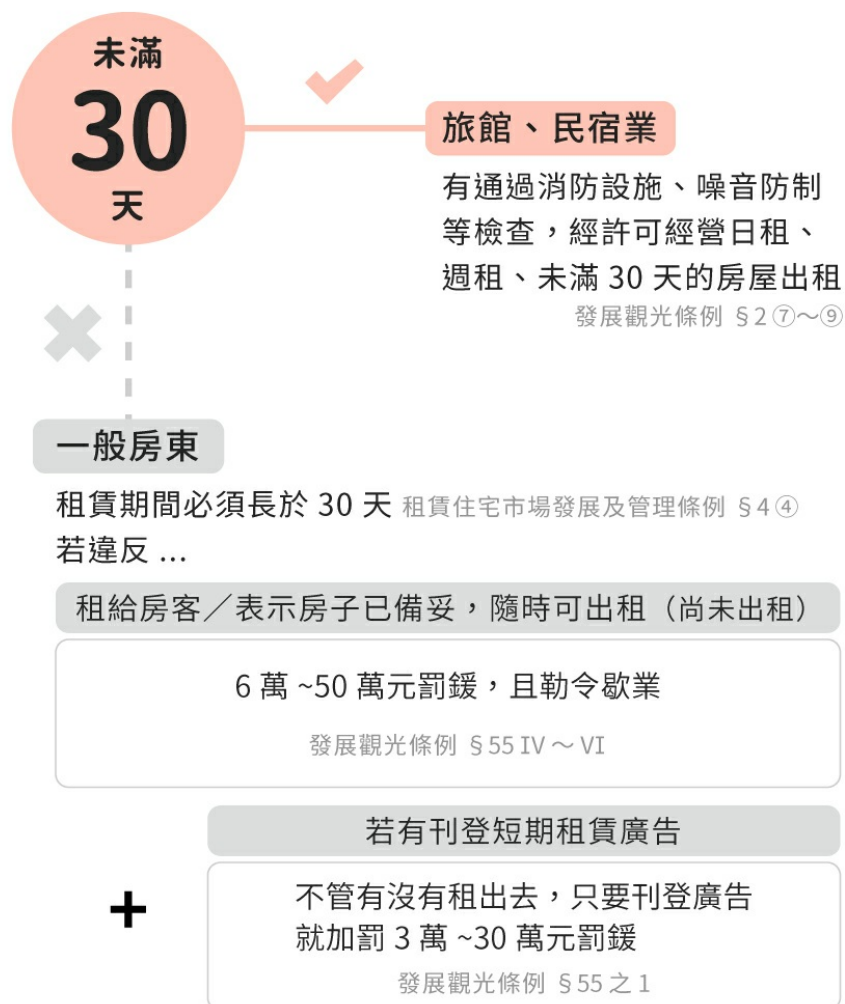 未滿
30
天
旅館、民宿業
有通過消防設施、噪音防制
等檢查，經許可經營日租、
週租、未滿 30 天的房屋出租
發展觀光條例 §2⑦～⑨
一般房東
租賃期間必須長於 30 天 租賃住宅市場發展及管理條例 §4④
若違反 ...
租給房客／表示房子已備妥，隨時可出租（尚未出租）
6 萬 ~50 萬元罰鍰，且勒令歇業
發展觀光條例 §55 IV ～ VI
若有刊登短期租賃廣告
+
不管有沒有租出去，只要刊登廣告
就加罰 3 萬 ~30 萬元罰鍰
發展觀光條例 §55 之 1